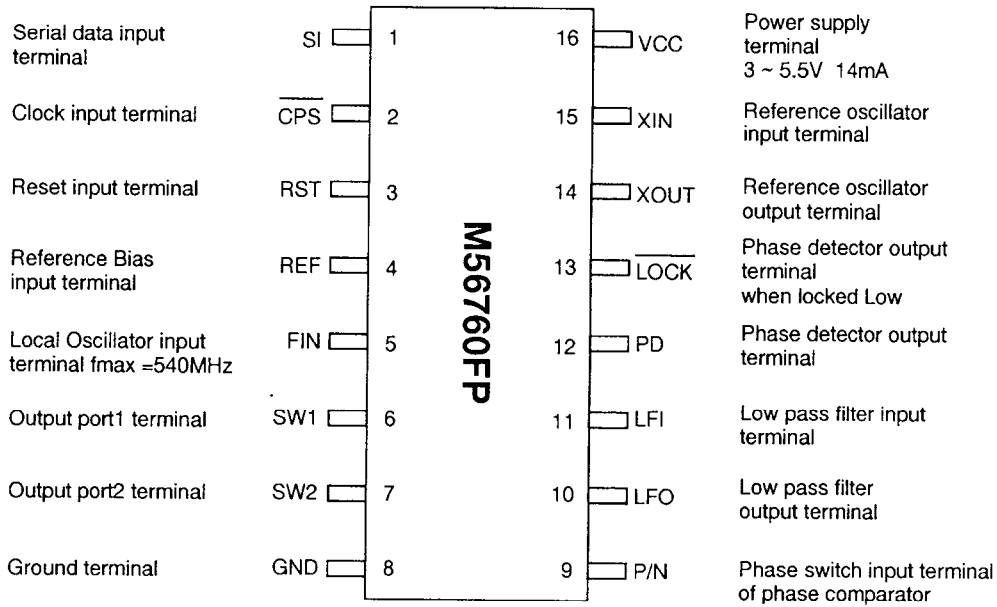 Serial data input
terminal
SI 1
Clock input terminal
CPS 2
Reset input terminal
RST 3
Reference Bias
input terminal
REF 4
Local Oscillator input
terminal fmax =540MHz
FIN 5
Output port1 terminal
SW1 6
Output port2 terminal
SW2 7
Ground terminal
GND 8
M56760FP
16 VCC
Power supply
terminal
3 ~ 5.5V 14mA
15 XIN
Reference oscillator
input terminal
14 XOUT
Reference oscillator
output terminal
13 LOCK
Phase detector output
terminal
when locked Low
12 PD
Phase detector output
terminal
11 LFI
Low pass filter input
terminal
10 LFO
Low pass filter
output terminal
9 P/N
Phase switch input terminal
of phase comparator